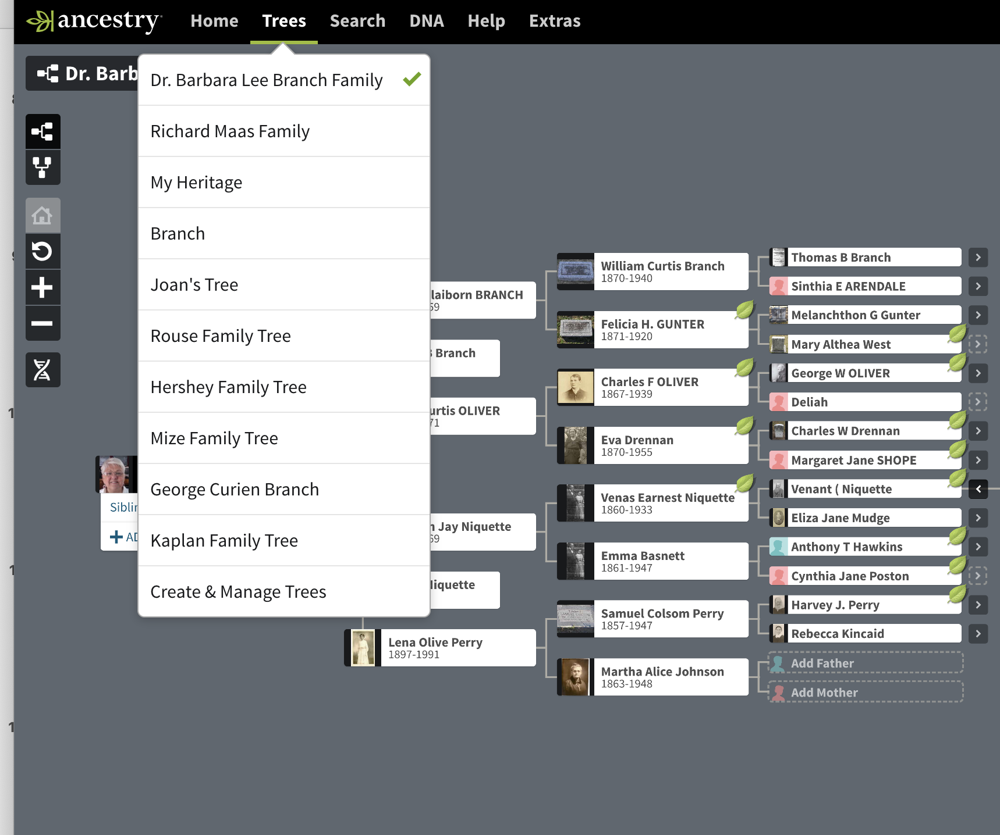 ancestry
Home Trees Search DNA Help Extras
Dr. Barb
Dr. Barbara Lee Branch Family
Richard Maas Family
My Heritage
Branch
Joan's Tree
Rouse Family Tree
Hershey Family Tree
Mize Family Tree
George Curien Branch
Kaplan Family Tree
Create & Manage Trees
Siblin
AD
laiborn BRANCH
59
B Branch
urtis OLIVER
71
n Jay Niquette
69
Niquette
Lena Olive Perry
1897-1991
William Curtis Branch
1870-1940
Felicia H. GUNTER
1871-1920
Charles F OLIVER
1867-1939
Eva Drennan
1870-1955
Venas Earnest Niquette
1860-1933
Emma Basnett
1861-1947
Samuel Colsom Perry
1857-1947
Martha Alice Johnson
1863-1948
Thomas B Branch
Sinthia E ARENDALE
Melanchthon G Gunter
Mary Althea West
George W OLIVER
Deliah
Charles W Drennan
Margaret Jane SHOPE
Venant ( Niquette
Eliza Jane Mudge
Anthony T Hawkins
Cynthia Jane Poston
Harvey J. Perry
Rebecca Kincaid
Add Father
Add Mother